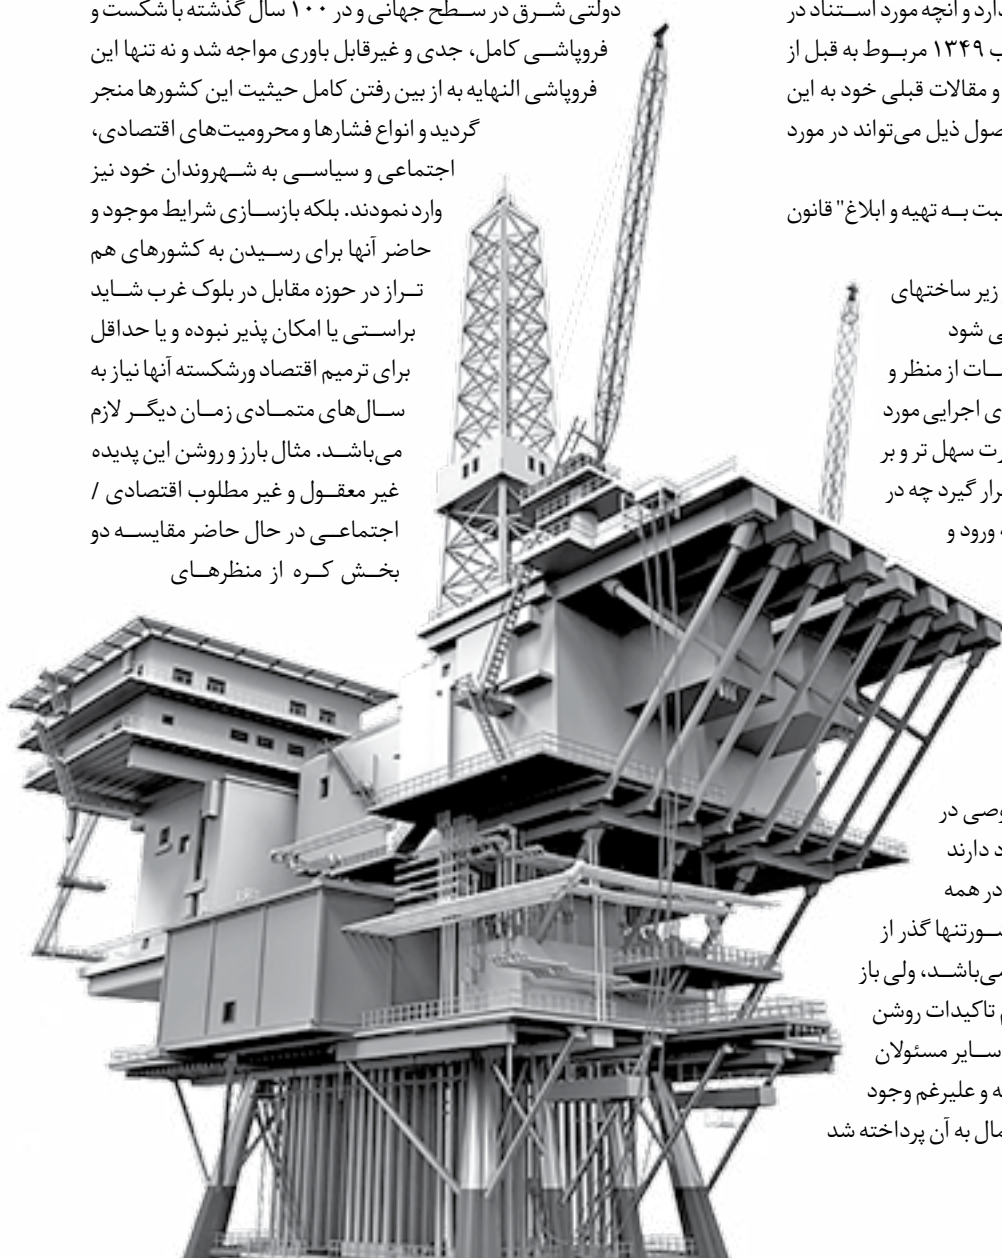 دارد و آنچه مورد استناد در
ب ۱۳۴۹ مربوط به قبل از
و مقالات قبلی خود به این
صول ذیل می‌تواند در مورد
بت به تهیه و ابلاغ" قانون
زیر ساختهای
ی شود
ات از منظر و
ی اجرایی مورد
رت سهل تر و بر
رار گیرد چه در
ورود و
وصی در
د دارند
در همه
ورتنها گذر از
می‌باشد، ولی باز
م تاکیدات روشن
سایر مسئولان
ه و علیرغم وجود
مال به آن پرداخته شد
دولتی شرق در سطح جهانی و در ۱۰۰ سال گذشته با شکست و
فروپاشی کامل، جدی و غیرقابل باوری مواجه شد و نه تنها این
فروپاشی النهایه به از بین رفتن کامل حیثیت این کشورها منجر
گردید و انواع فشارها و محرومیت‌های اقتصادی،
اجتماعی و سیاسی به شهروندان خود نیز
وارد نمودند. بلکه بازسازی شرایط موجود و
حاضر آنها برای رسیدن به کشورهای هم
تراز در حوزه مقابل در بلوک غرب شاید
براستی یا امکان پذیر نبوده و یا حداقل
برای ترمیم اقتصاد ورشکسته آنها نیاز به
سال‌های متمادی زمان دیگر لازم
می‌باشد. مثال بارز و روشن این پدیده
غیر معقول و غیر مطلوب اقتصادی /
اجتماعی در حال حاضر مقایسه دو
بخش کره از منظرهای